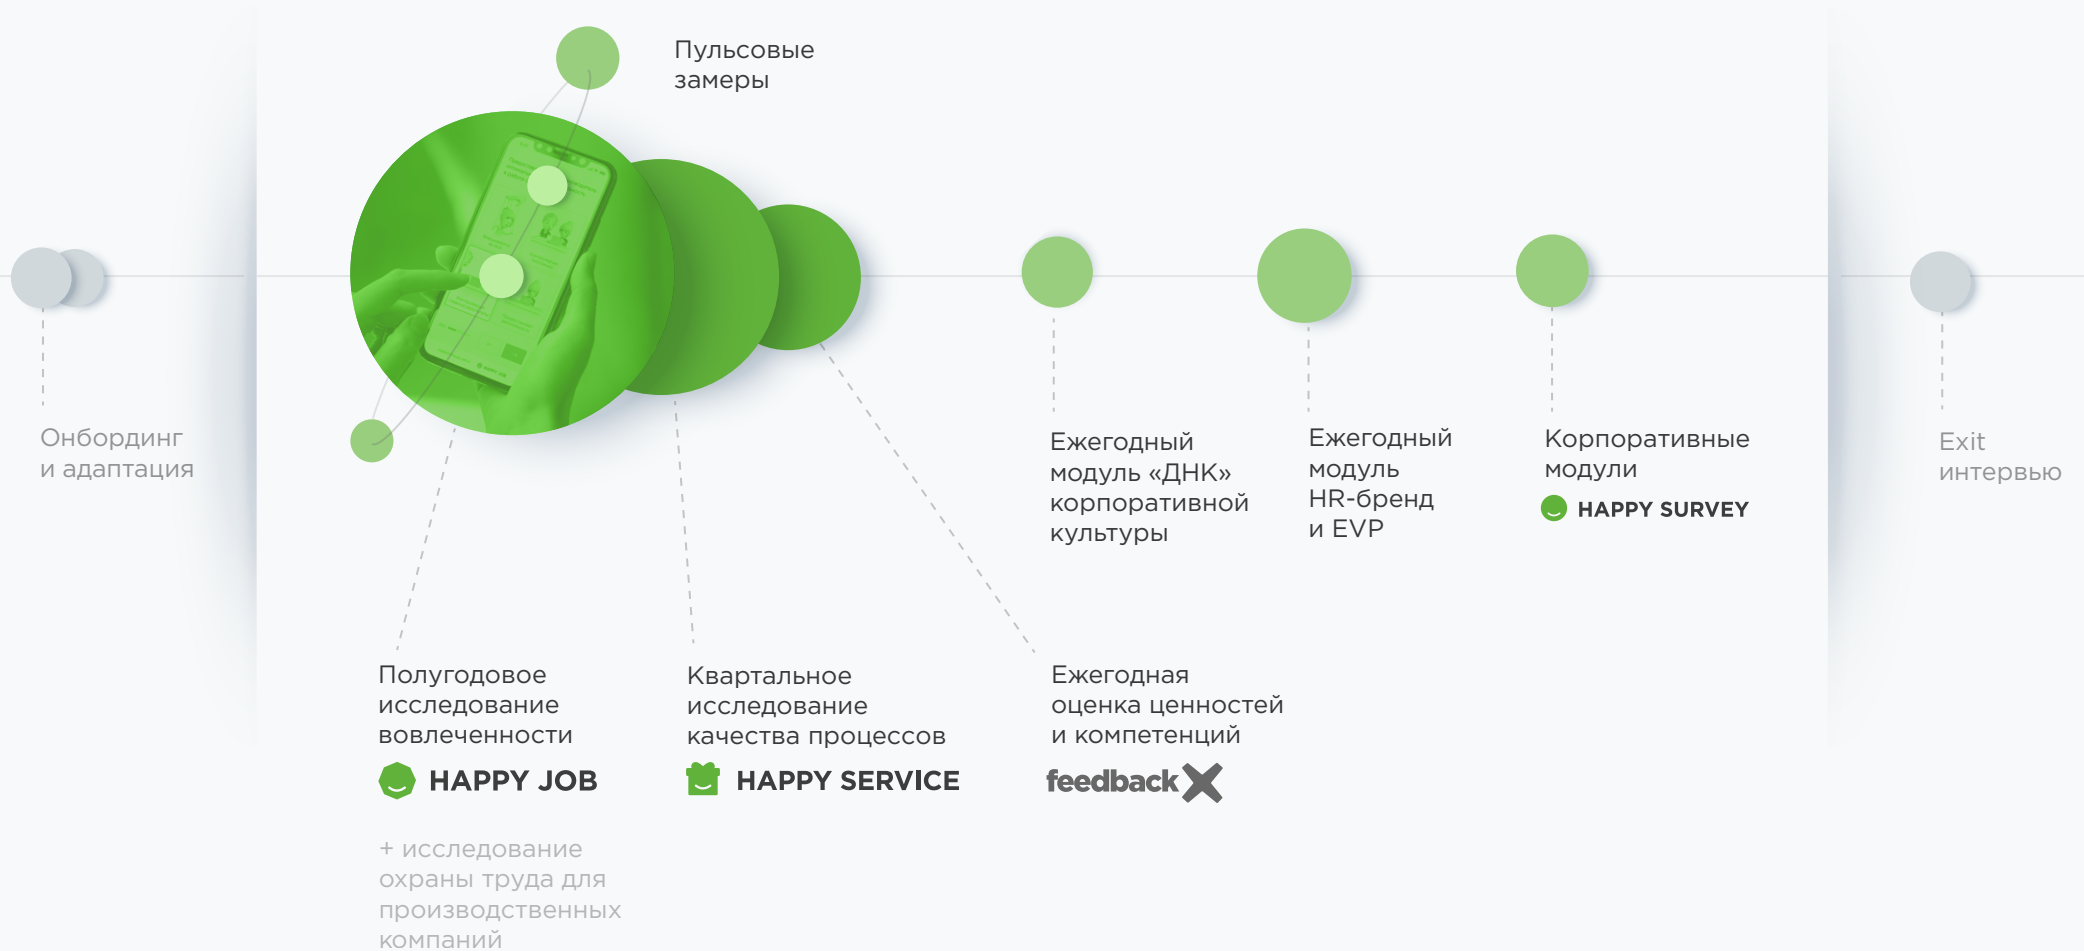 Пульсовые
замеры
Онбординг
и адаптация
Ежегодный
модуль «ДНК»
корпоративной
культуры
Ежегодный
модуль
HR-бренд
и EVP
Корпоративные
модули
HAPPY SURVEY
Exit
интервью
Полугодовое
исследование
вовлеченности
HAPPY JOB
+ исследование
охраны труда для
производственных
компаний
Квартальное
исследование
качества процессов
HAPPY SERVICE
Ежегодная
оценка ценностей
и компетенций
feedback X